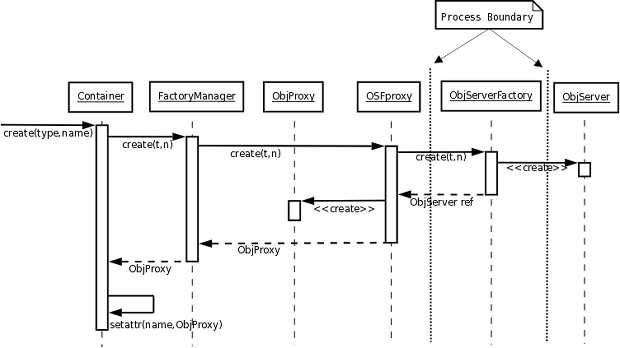 Process Boundary
Container
FactoryManager
ObjProxy
OSFproxy
ObjServerFactory
ObjServer
create(type,name)
create(t,n)
create(t,n)
create(t,n)
<<create>>
ObjServer ref
<<create>>
ObjProxy
ObjProxy
setattr(name,ObjProxy)